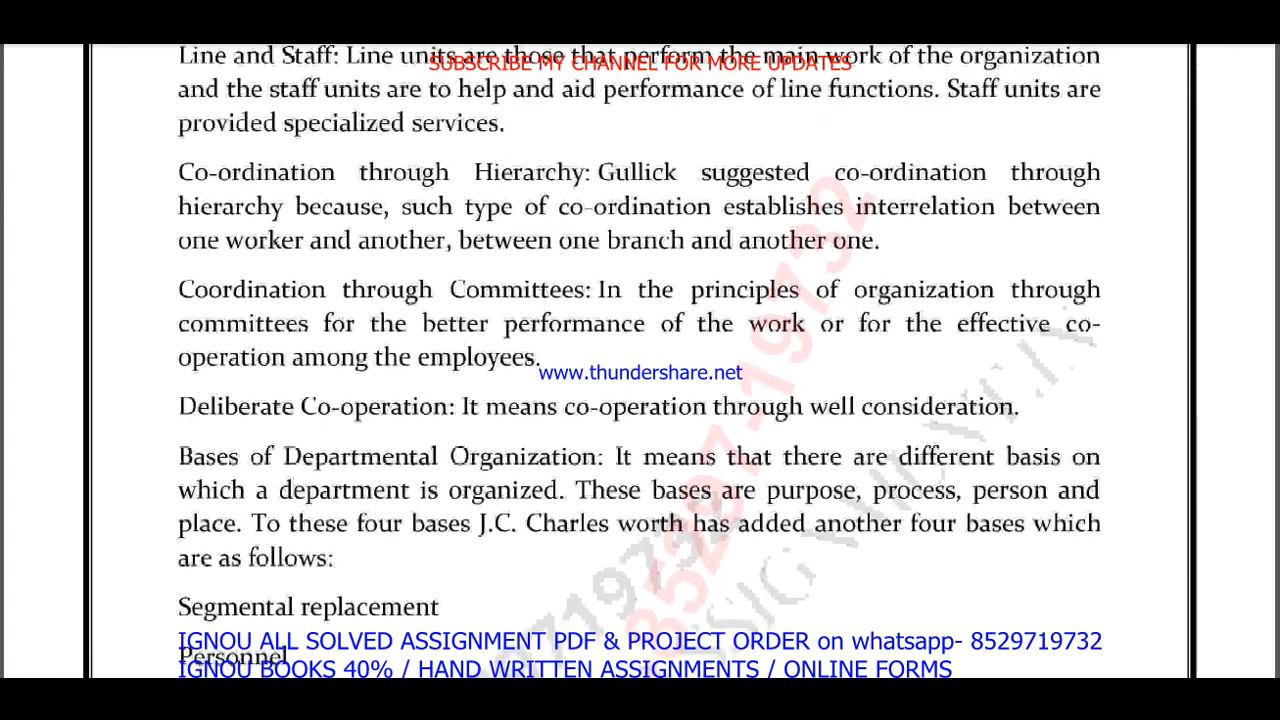 Line and Staff: Line units are those that perform the main work of the organization
SUBSCRIBE MY CHANNEL FOR MORE UPDATES
and the staff units are to help and aid performance of line functions. Staff units are
provided specialized services.
Co-ordination through Hierarchy: Gullick suggested co-ordination through
hierarchy because, such type of co-ordination establishes interrelation between
one worker and another, between one branch and another one.
Coordination through Committees: In the principles of organization through
committees for the better performance of the work or for the effective co-
operation among the employees.
www.thundershare.net
Deliberate Co-operation: It means co-operation through well consideration.
Bases of Departmental Organization: It means that there are different basis on
which a department is organized. These bases are purpose, process, person and
place. To these four bases J.C. Charles worth has added another four bases which
are as follows:
Segmental replacement
IGNOU ALL SOLVED ASSIGNMENT PDF & PROJECT ORDER on whatsapp- 8529719732
Personnel
IGNOU BOOKS 40% / HAND WRITTEN ASSIGNMENTS / ONLINE FORMS
85297-19732